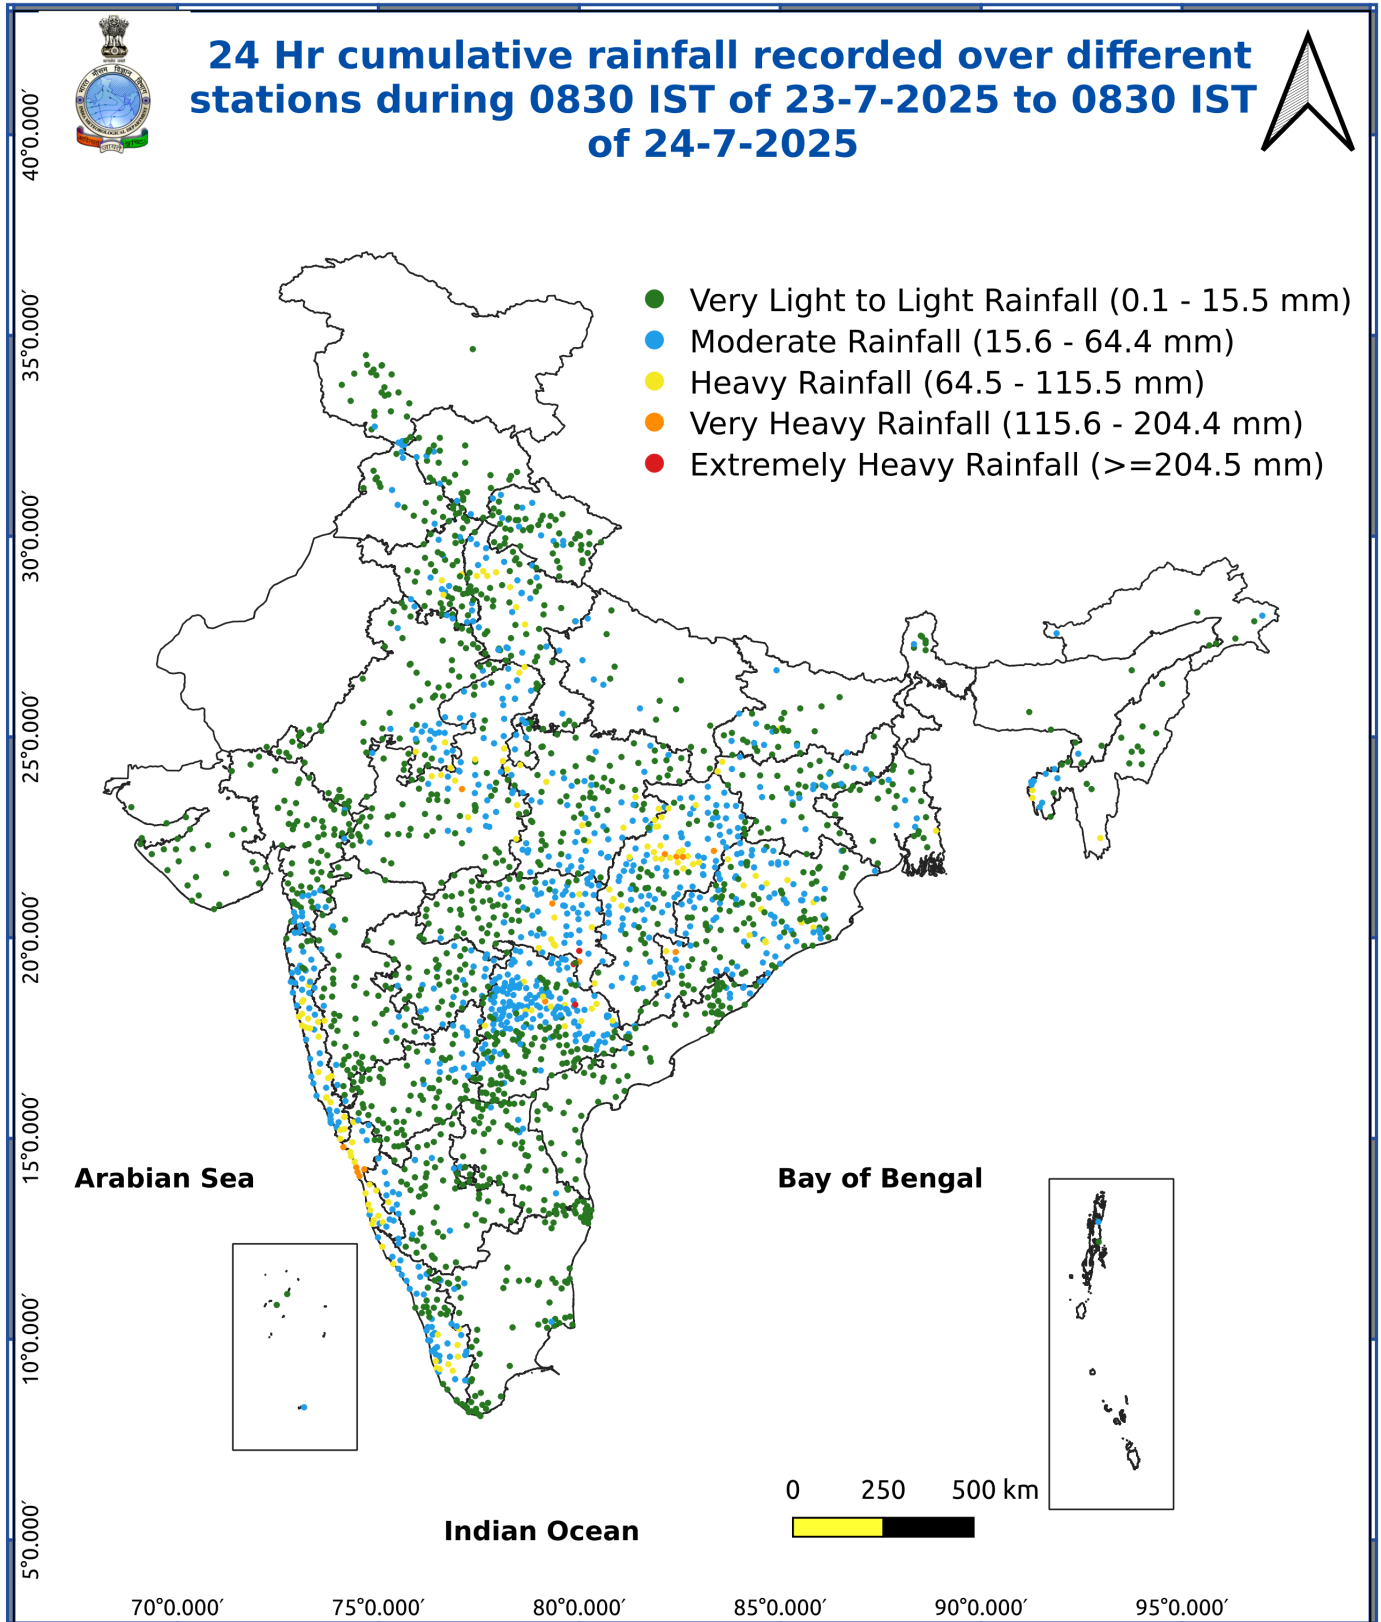 24 Hr cumulative rainfall recorded over different
stations during 0830 IST of 23-7-2025 to 0830 IST
of 24-7-2025
Very Light to Light Rainfall (0.1 - 15.5 mm)
Moderate Rainfall (15.6 - 64.4 mm)
Heavy Rainfall (64.5 - 115.5 mm)
Very Heavy Rainfall (115.6 - 204.4 mm)
Extremely Heavy Rainfall (>=204.5 mm)
40°0.000′
35°0.000′
30°0.000′
25°0.000′
20°0.000′
15°0.000′
10°0.000′
5°0.000′
Arabian Sea
Bay of Bengal
Indian Ocean
0 250 500 km
70°0.000′ 75°0.000′ 80°0.000′ 85°0.000′ 90°0.000′ 95°0.000′